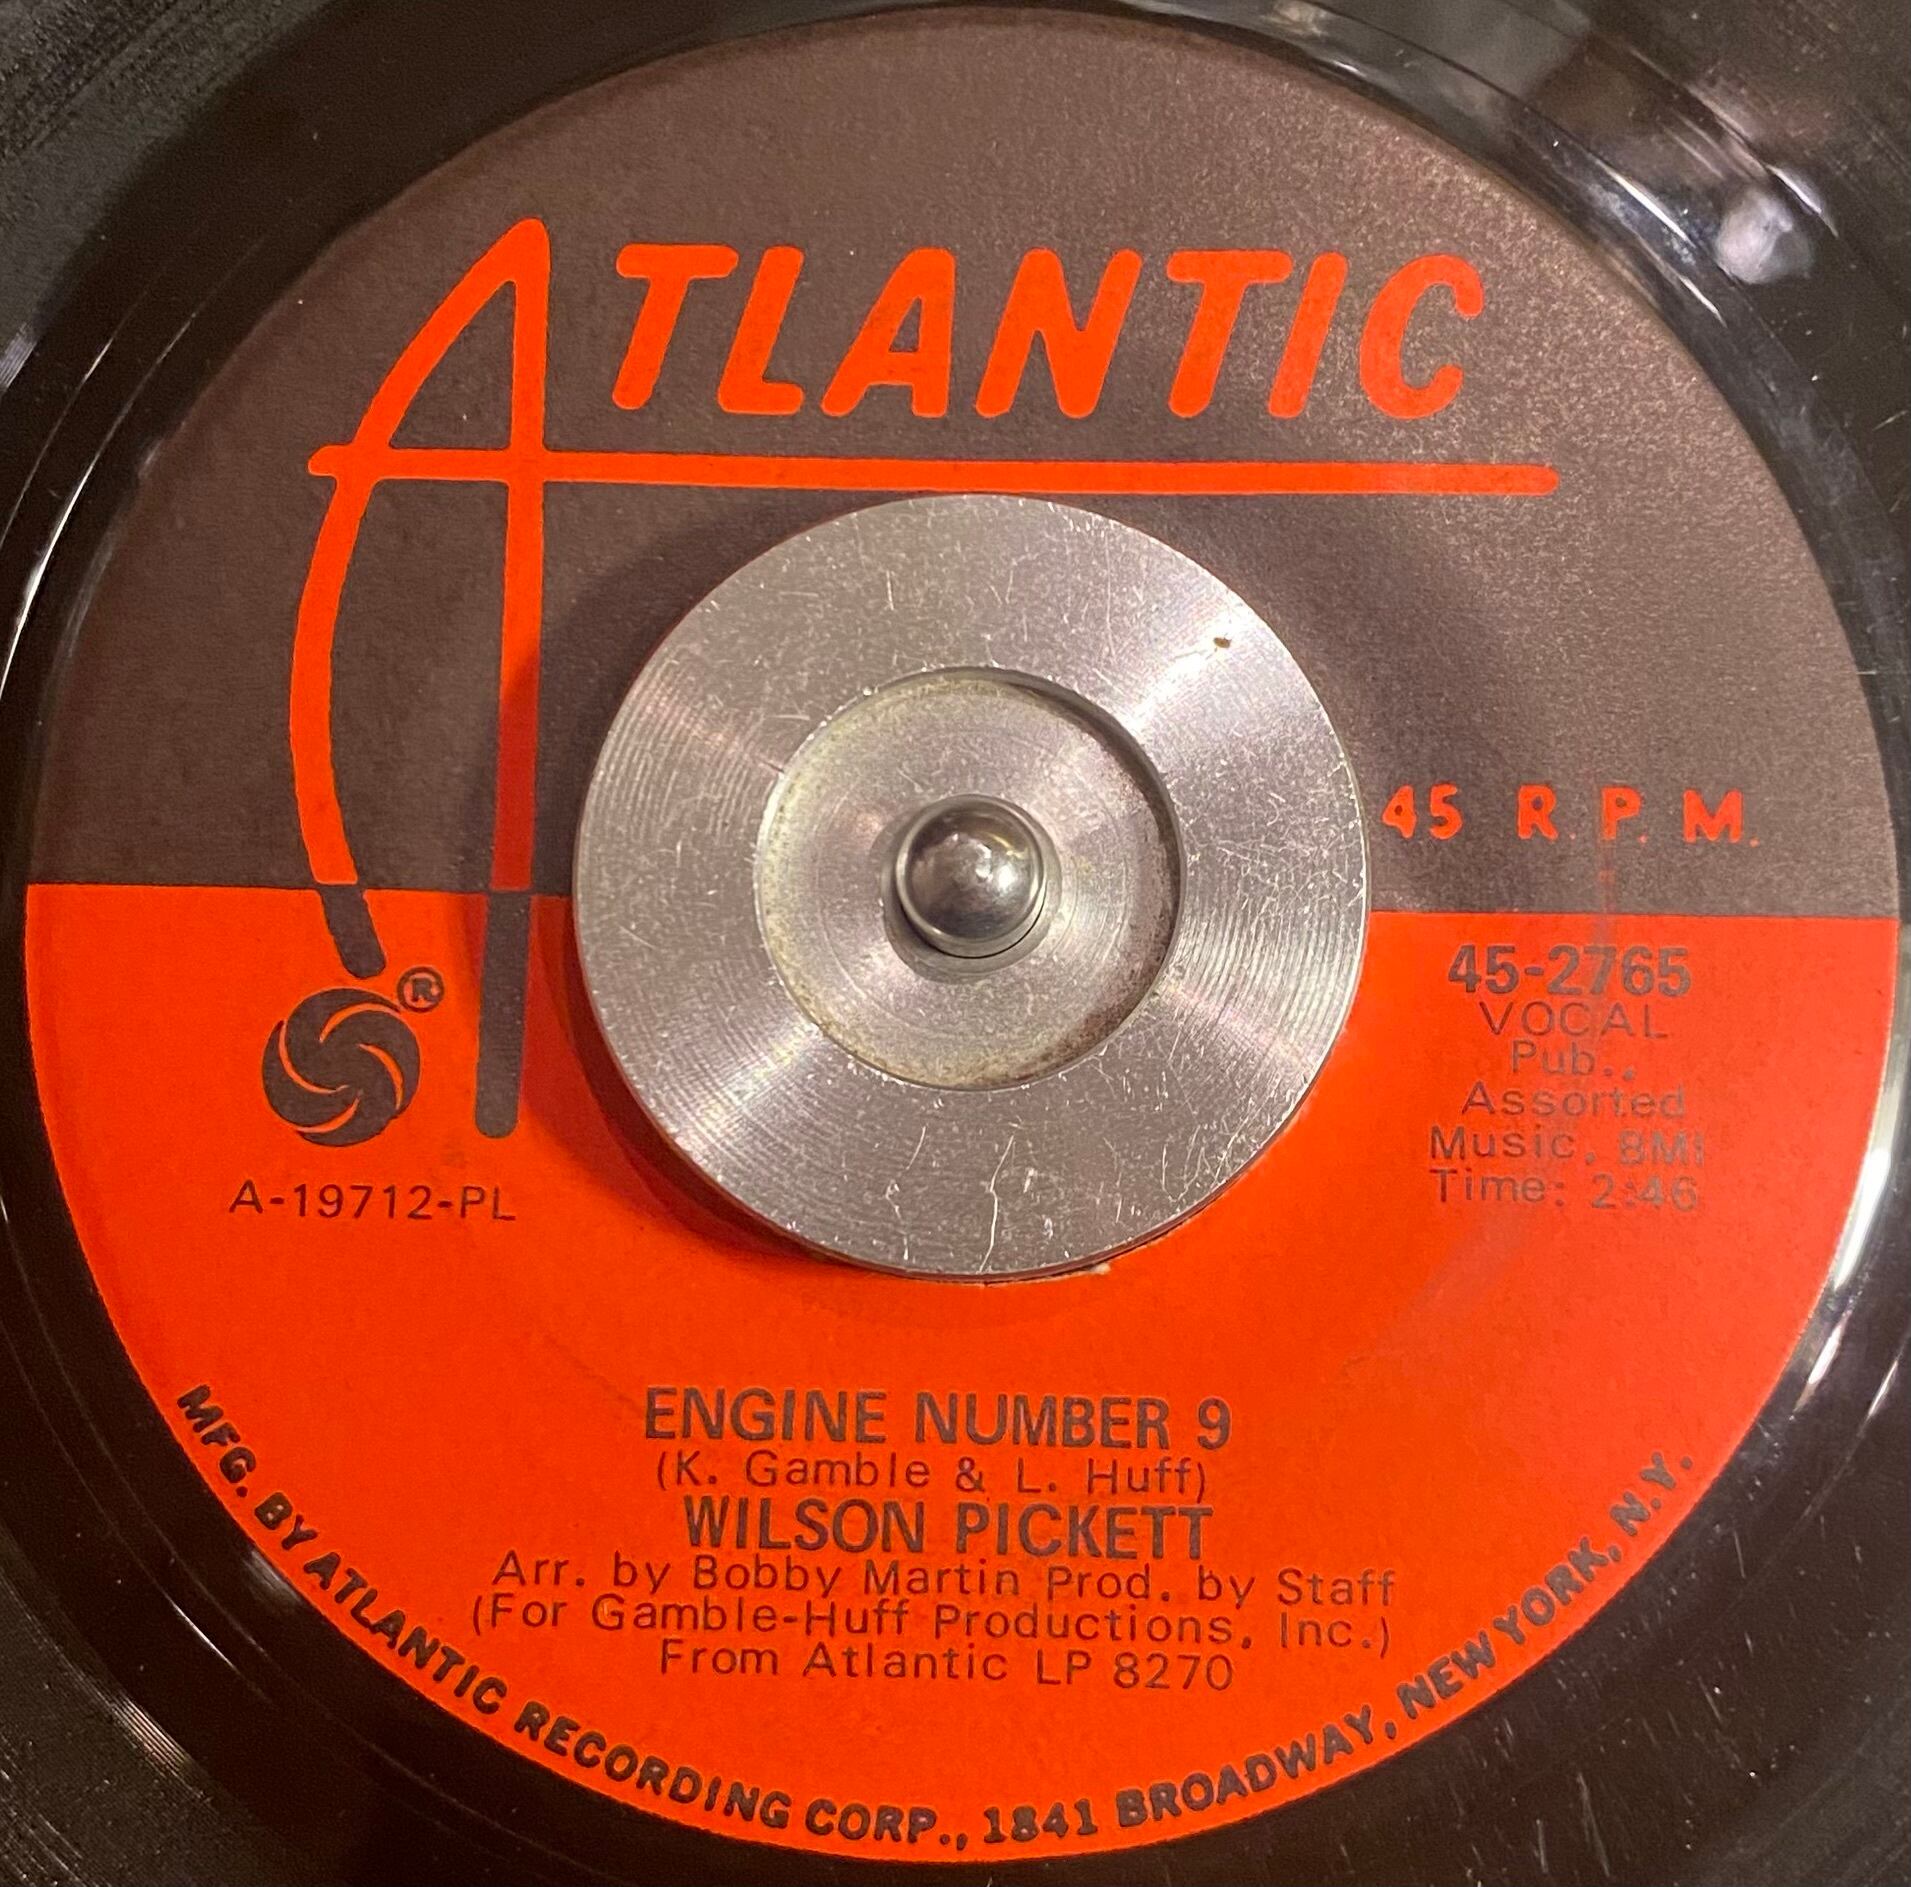 ATLANTIC
45 R.P.M.
®
45-2765
VOCAL
Pub.,
Assorted
Music, BMI
Time: 2:46
A-19712-PL
ENGINE NUMBER 9
(K. Gamble & L. Huff)
WILSON PICKETT
Arr. by Bobby Martin Prod. by Staff
(For Gamble-Huff Productions, Inc.)
From Atlantic LP 8270
MFG. BY ATLANTIC RECORDING CORP., 1841 BROADWAY, NEW YORK, N.Y.